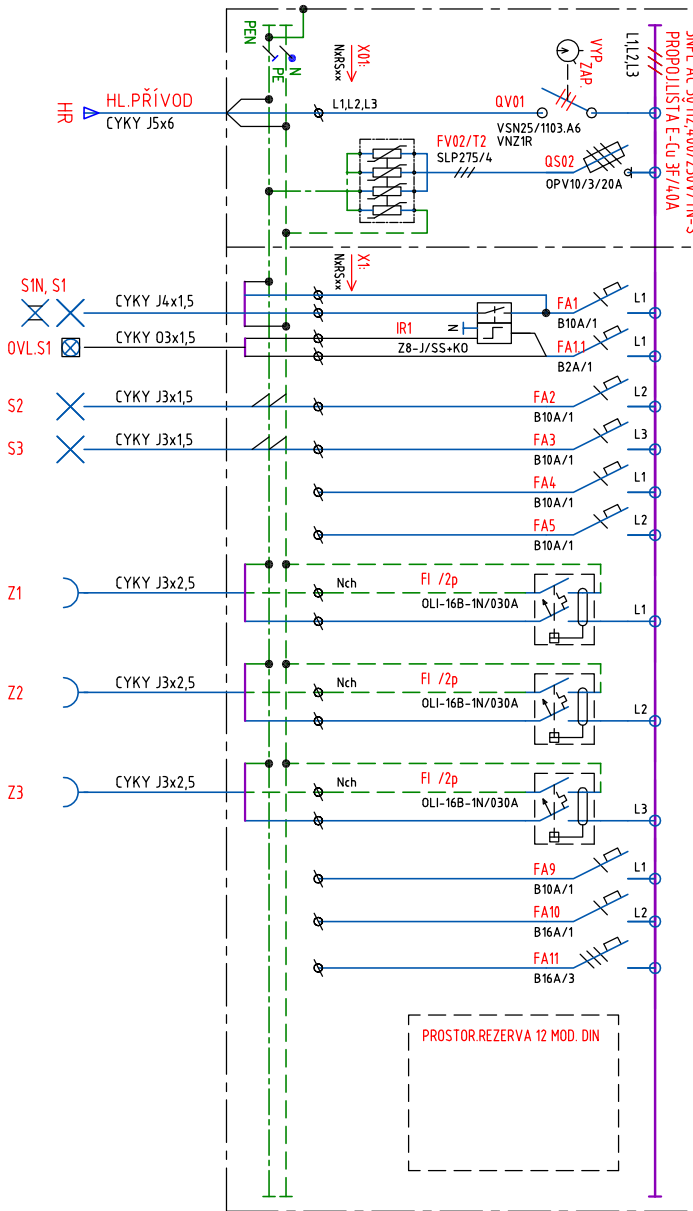 PROPOJ.LIŠTA E-Cu 3F/40A
L1,L2,L3
VYP.
ZAP.
PEN
PE
N
X01:
NxRSxx
HR
HL.PŘÍVOD
CYKY J5x6
L1,L2,L3
QV01
VSN25/1103.A6
VNZ1R
FV02/T2
SLP275/4
QS02
OPV10/3/20A
X1:
NxRSxx
S1N, S1
CYKY J4x1,5
FA1
B10A/1
L1
OVL.S1
CYKY O3x1,5
IR1
N
Z8-J/SS+KO
FA1.1
B2A/1
L1
S2
CYKY J3x1,5
FA2
B10A/1
L2
S3
CYKY J3x1,5
FA3
B10A/1
L3
FA4
B10A/1
L1
FA5
B10A/1
L2
Z1
CYKY J3x2,5
Nch
FI /2p
OLI-16B-1N/030A
L1
Z2
CYKY J3x2,5
Nch
FI /2p
OLI-16B-1N/030A
L2
Z3
CYKY J3x2,5
Nch
FI /2p
OLI-16B-1N/030A
L3
FA9
B10A/1
L1
FA10
B16A/1
L2
FA11
B16A/3
PROSTOR.REZERVA 12 MOD. DIN